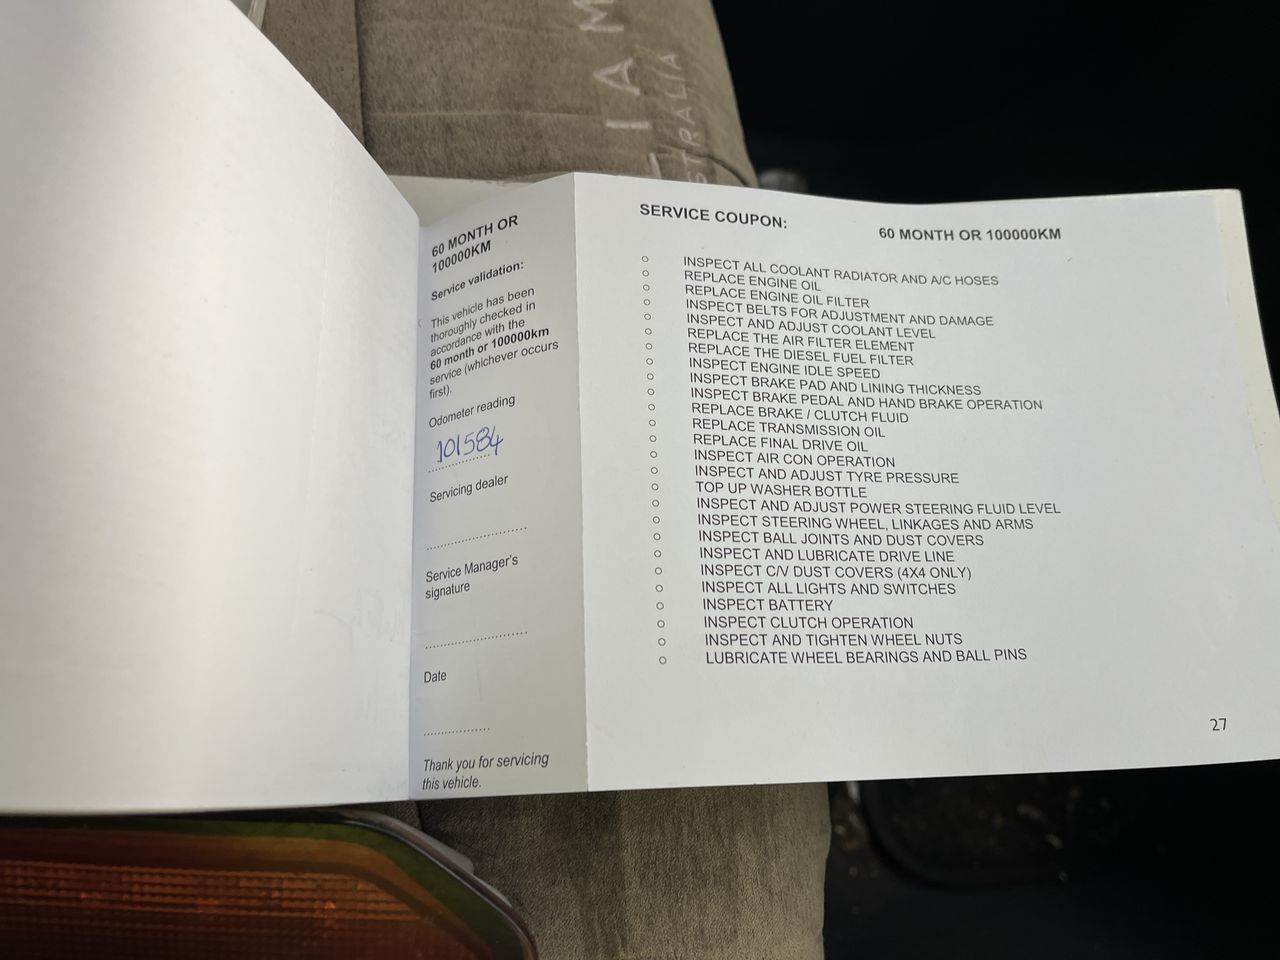 I AM
STRALIA
60 MONTH OR
100000KM
Service validation:
This vehicle has been
thoroughly checked in
accordance with the
60 month or 100000km
service (whichever occurs
first).
Odometer reading
101584
Servicing dealer
Service Manager's
signature
Date
Thank you for servicing
this vehicle.
SERVICE COUPON:
60 MONTH OR 100000KM
INSPECT ALL COOLANT RADIATOR AND A/C HOSES
REPLACE ENGINE OIL
REPLACE ENGINE OIL FILTER
INSPECT BELTS FOR ADJUSTMENT AND DAMAGE
INSPECT AND ADJUST COOLANT LEVEL
REPLACE THE AIR FILTER ELEMENT
REPLACE THE DIESEL FUEL FILTER
INSPECT ENGINE IDLE SPEED
INSPECT BRAKE PAD AND LINING THICKNESS
INSPECT BRAKE PEDAL AND HAND BRAKE OPERATION
REPLACE BRAKE / CLUTCH FLUID
REPLACE TRANSMISSION OIL
REPLACE FINAL DRIVE OIL
INSPECT AIR CON OPERATION
INSPECT AND ADJUST TYRE PRESSURE
TOP UP WASHER BOTTLE
INSPECT AND ADJUST POWER STEERING FLUID LEVEL
INSPECT STEERING WHEEL, LINKAGES AND ARMS
INSPECT BALL JOINTS AND DUST COVERS
INSPECT AND LUBRICATE DRIVE LINE
INSPECT C/V DUST COVERS (4X4 ONLY)
INSPECT ALL LIGHTS AND SWITCHES
INSPECT BATTERY
INSPECT CLUTCH OPERATION
INSPECT AND TIGHTEN WHEEL NUTS
LUBRICATE WHEEL BEARINGS AND BALL PINS
27